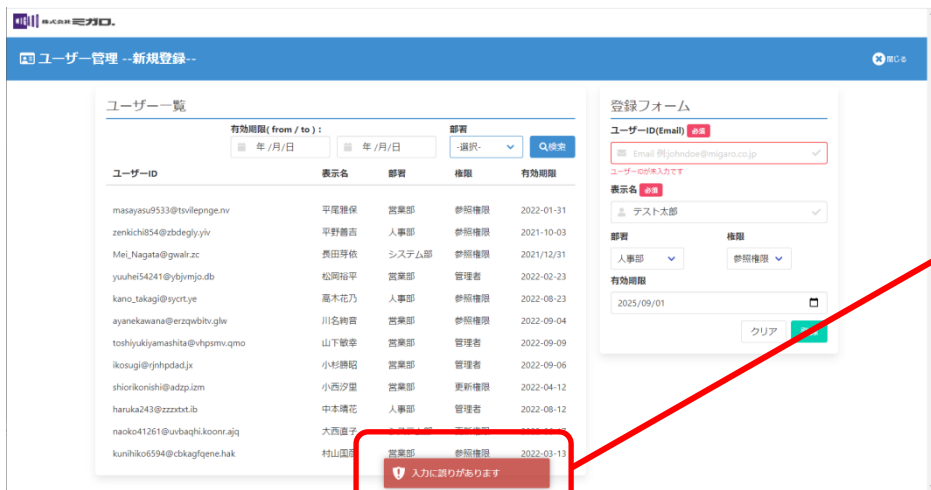 株式会社ミガロ.
ユーザー管理 --新規登録--
閉じる
ユーザー一覧
有効期限( from / to ) :
部署
年 /月/日
年 /月/日
-選択-
検索
ユーザーID 表示名 部署 権限 有効期限
masayasu9533@tsvilepnge.nv 平尾雅保 営業部 参照権限 2022-01-31
zenkichi854@zbdegly.yiv 平野善吉 人事部 参照権限 2021-10-03
Mei_Nagata@gwalr.zc 長田芽依 システム部 参照権限 2021/12/31
yuuhei54241@ybjvmjo.db 松岡裕平 営業部 管理者 2022-02-23
kano_takagi@sycrt.ye 高木花乃 人事部 参照権限 2022-08-23
ayanekawana@erzqwbitv.glw 川名絢音 営業部 参照権限 2022-09-04
toshiyukiyamashita@vhpsmv.qmo 山下敏幸 営業部 管理者 2022-09-09
ikosugi@rjnhpdad.jx 小杉勝昭 営業部 管理者 2022-09-06
shiorikonishi@adzp.izm 小西汐里 営業部 更新権限 2022-04-12
haruka243@zzzxtxt.ib 中本晴花 人事部 管理者 2022-08-12
naoko41261@uvbaqhi.koonr.ajq 大西直子
kunihiko6594@cbkagfqene.hak 村山国彦 営業部 参照権限 2022-03-13
入力に誤りがあります
登録フォーム
ユーザーID(Email) 必須
Email 例:johndoe@migaro.co.jp
ユーザーIDが未入力です
表示名 必須
テスト太郎
部署 権限
人事部 参照権限
有効期限
2025/09/01
クリア